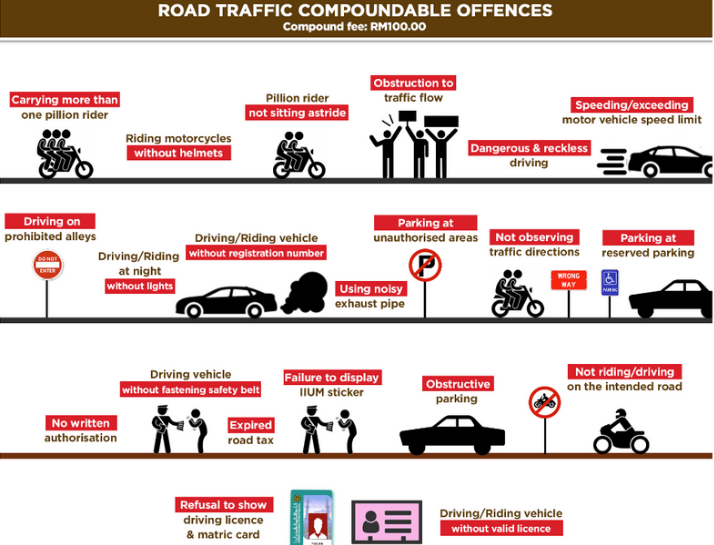 ROAD TRAFFIC COMPOUNDABLE OFFENCES
Compound fee: RM100.00
Carrying more than
one pillion rider
Riding motorcycles
without helmets
Pillion rider
not sitting astride
Obstruction to
traffic flow
Dangerous & reckless
driving
Speeding/exceeding
motor vehicle speed limit
Driving on
prohibited alleys
DO NOT
ENTER
Driving/Riding
at night
without lights
Driving/Riding vehicle
without registration number
Using noisy
exhaust pipe
Parking at
unauthorised areas
P
Not observing
traffic directions
WRONG
WAY
PARKING
Parking at
reserved parking
No written
authorisation
Driving vehicle
without fastening safety belt
Expired
road tax
Failure to display
IIUM sticker
Obstructive
parking
Not riding/driving
on the intended road
Refusal to show
driving licence
& matric card
Driving/Riding vehicle
without valid licence